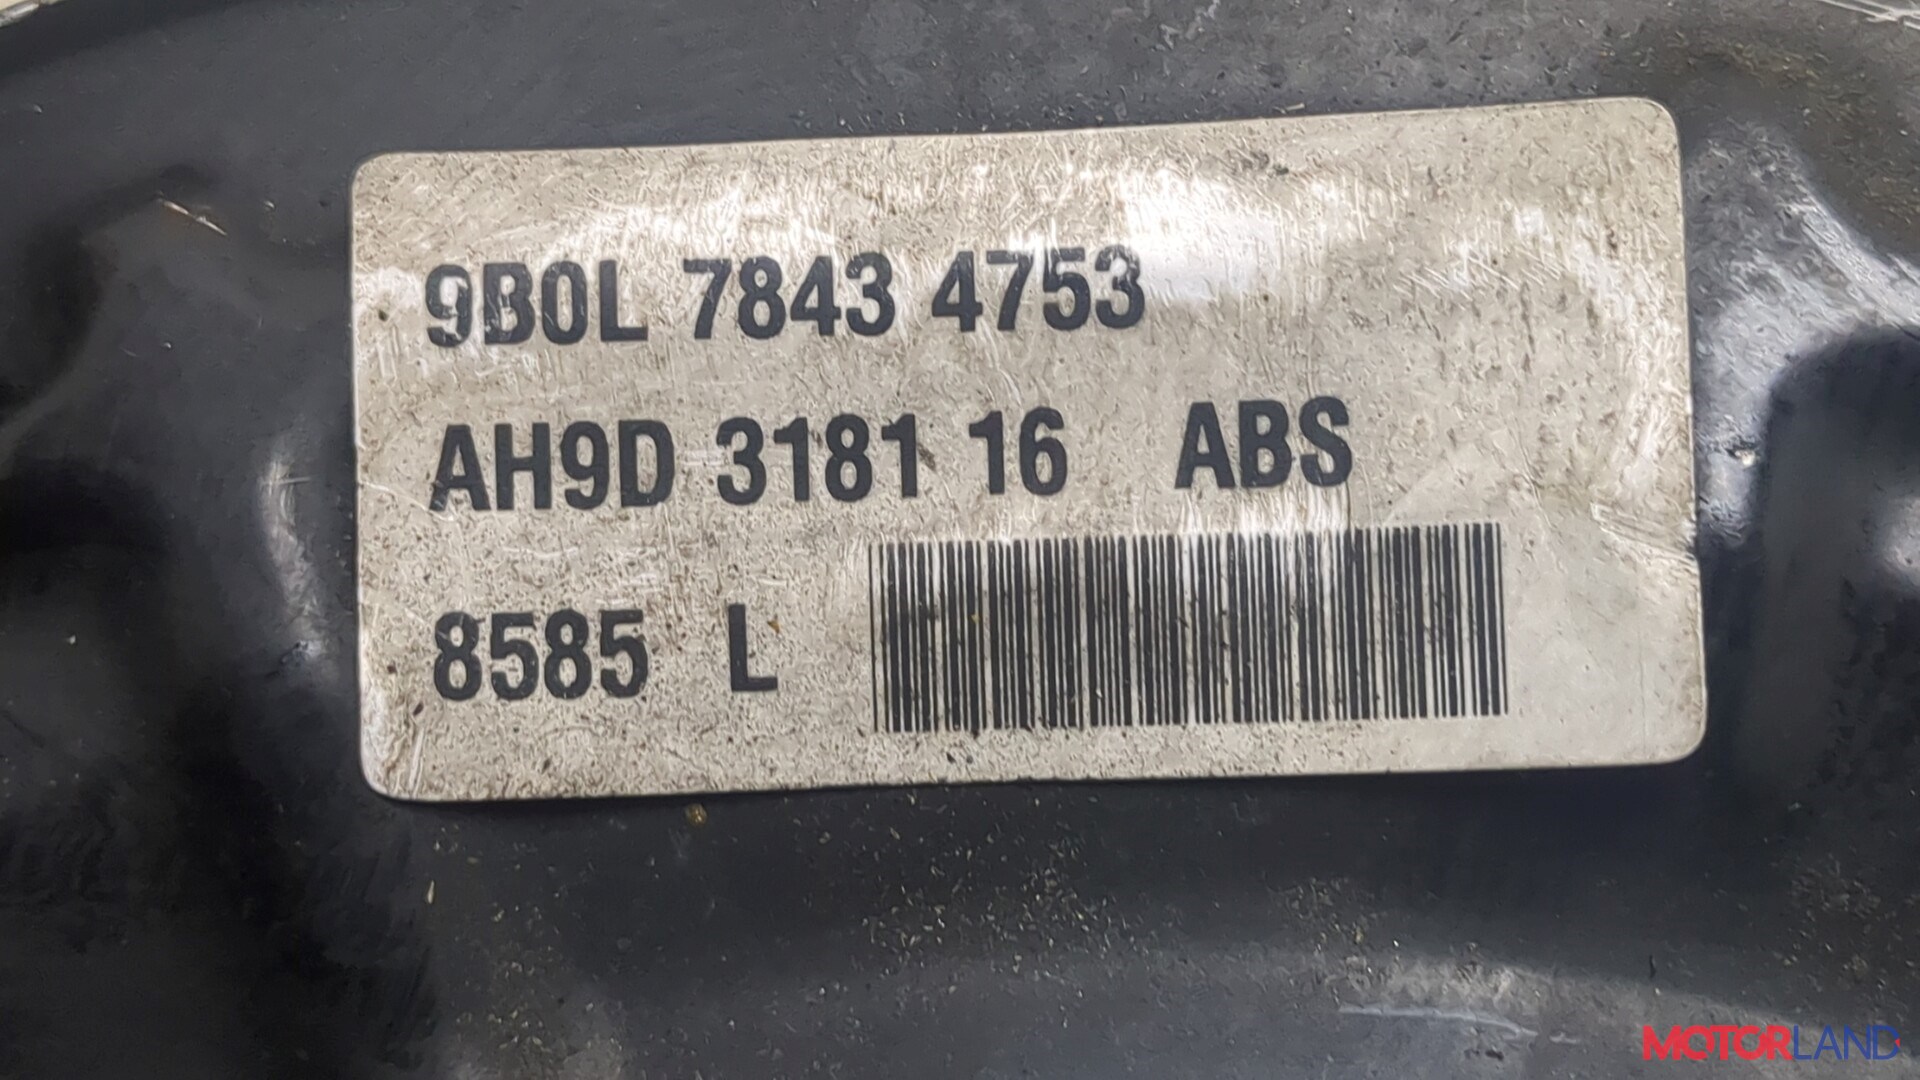 9B0L 7843 4753
AH9D 3181 16 ABS
8585 L
MOTORLAND